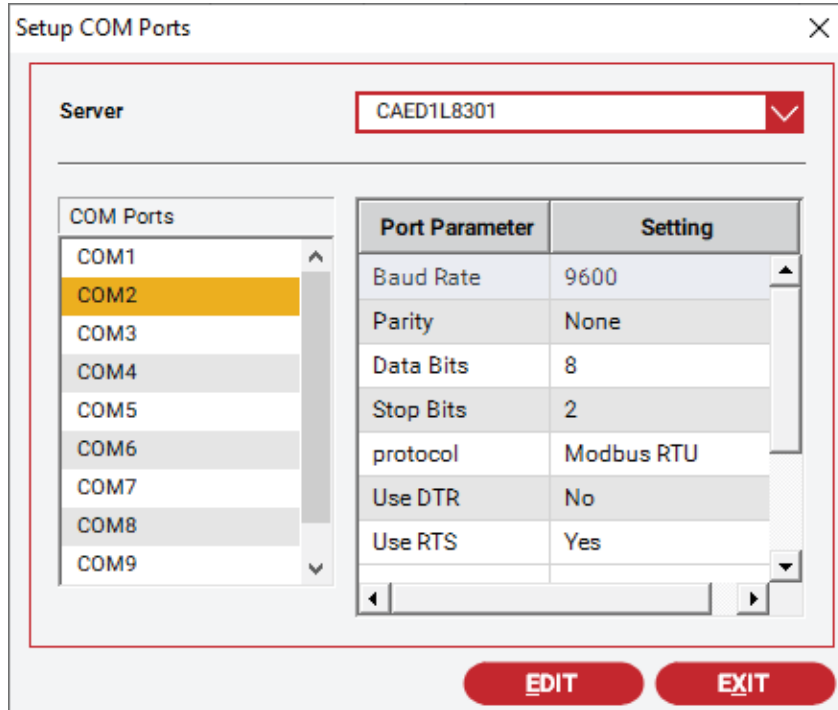 Setup COM Ports
Server CAED1L8301
COM Ports
COM1
COM2
COM3
COM4
COM5
COM6
COM7
COM8
COM9
Port Parameter Setting
Baud Rate 9600
Parity None
Data Bits 8
Stop Bits 2
protocol Modbus RTU
Use DTR No
Use RTS Yes
EDIT EXIT